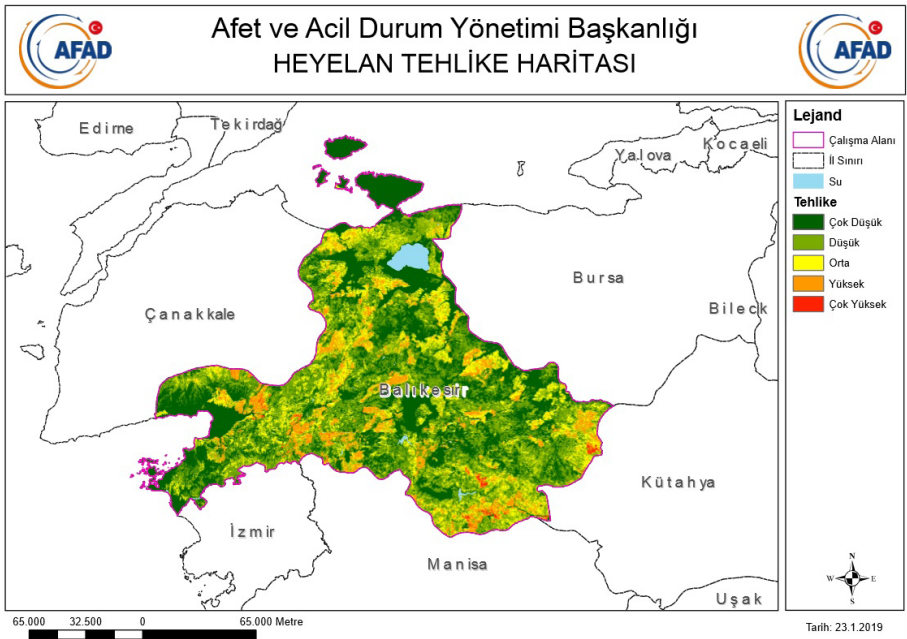 AFAD
Afet ve Acil Durum Yönetimi Başkanlığı
HEYELAN TEHLİKE HARİTASI
AFAD
Edirne
Tekirdağ
Yalova
Kocaeli
Bursa
Çanakkale
Bilecik
Balıkesir
Kütahya
İzmir
Manisa
Uşak
Lejand
Çalışma Alanı
İl Sınırı
Su
Tehlike
Çok Düşük
Düşük
Orta
Yüksek
Çok Yüksek
N
W
E
S
65.000 32.500 0 65.000 Metre
Tarih: 23.1.2019